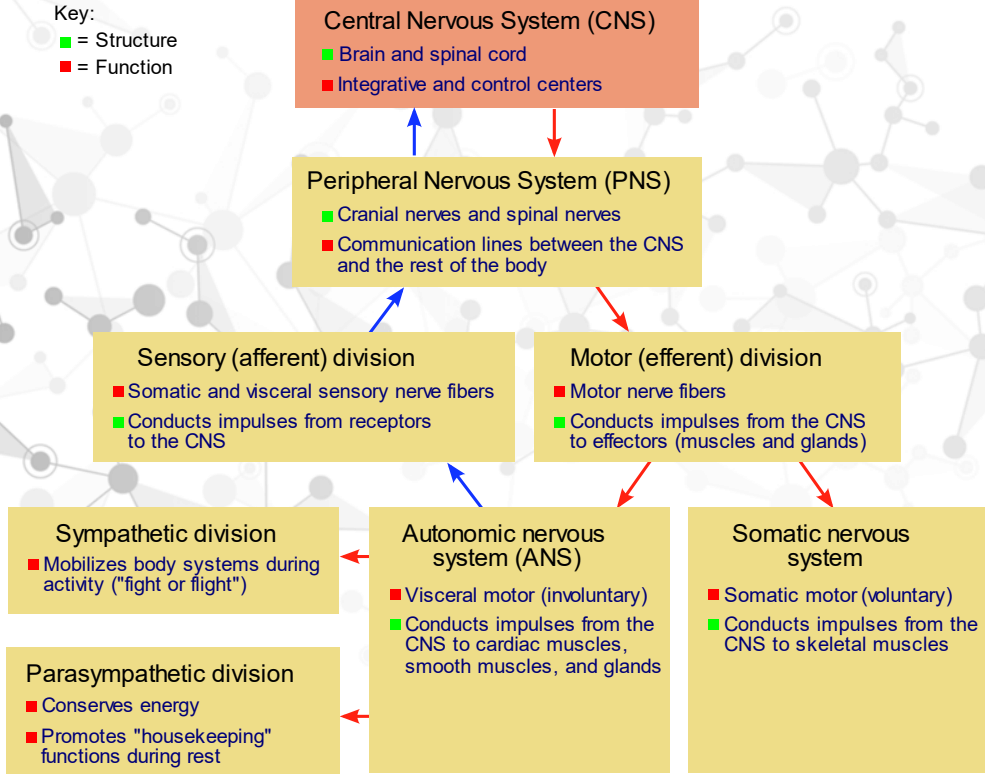 Key:
= Structure
= Function
Central Nervous System (CNS)
Brain and spinal cord
Integrative and control centers
Peripheral Nervous System (PNS)
Cranial nerves and spinal nerves
Communication lines between the CNS
and the rest of the body
Sensory (afferent) division
Somatic and visceral sensory nerve fibers
Conducts impulses from receptors
to the CNS
Motor (efferent) division
Motor nerve fibers
Conducts impulses from the CNS
to effectors (muscles and glands)
Sympathetic division
Mobilizes body systems during
activity ("fight or flight")
Autonomic nervous
system (ANS)
Visceral motor (involuntary)
Conducts impulses from the
CNS to cardiac muscles,
smooth muscles, and glands
Somatic nervous
system
Somatic motor (voluntary)
Conducts impulses from the
CNS to skeletal muscles
Parasympathetic division
Conserves energy
Promotes "housekeeping"
functions during rest